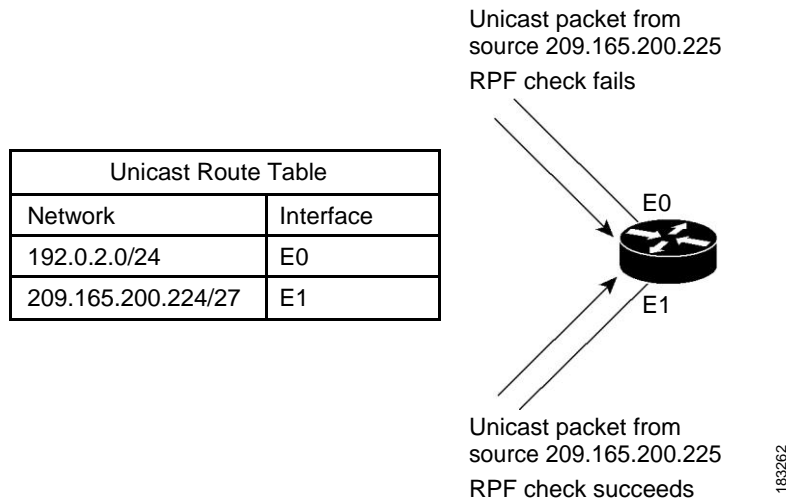 Unicast packet from
source 209.165.200.225
RPF check fails
Unicast Route Table
Network Interface
192.0.2.0/24 E0
209.165.200.224/27 E1
E0
E1
Unicast packet from
source 209.165.200.225
RPF check succeeds
183262